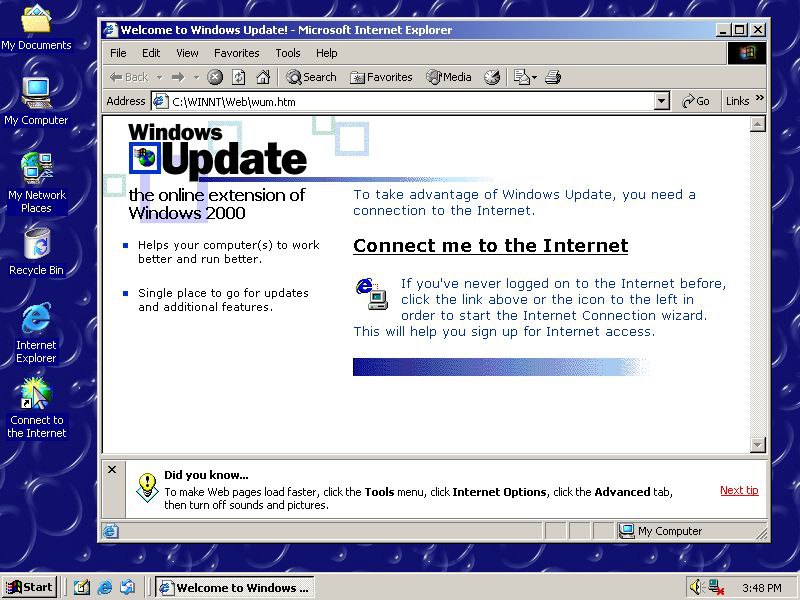 My Documents
My Computer
My Network
Places
Recycle Bin
Internet
Explorer
Connect to
the Internet
Welcome to Windows Update! - Microsoft Internet Explorer
File Edit View Favorites Tools Help
Back Search Favorites Media
Address C:\WINNT\Web\wum.htm Go Links »
Windows
Update
the online extension of
Windows 2000
Helps your computer(s) to work
better and run better.
Single place to go for updates
and additional features.
To take advantage of Windows Update, you need a
connection to the Internet.
Connect me to the Internet
If you've never logged on to the Internet before,
click the link above or the icon to the left in
order to start the Internet Connection wizard.
This will help you sign up for Internet access.
Did you know...
To make Web pages load faster, click the Tools menu, click Internet Options, click the Advanced tab,
then turn off sounds and pictures.
Next tip
My Computer
Start Welcome to Windows ... 3:48 PM